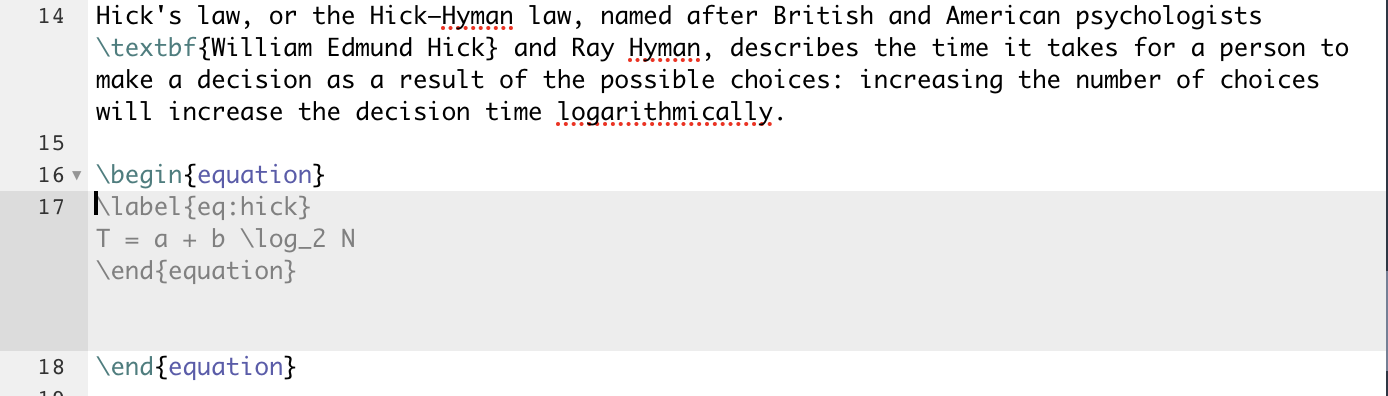 14 Hick's law, or the Hick–Hyman law, named after British and American psychologists
\textbf{William Edmund Hick} and Ray Hyman, describes the time it takes for a person to
make a decision as a result of the possible choices: increasing the number of choices
will increase the decision time logarithmically.
15
16 \begin{equation}
17 \label{eq:hick}
T = a + b \log_2 N
\end{equation}
18 \end{equation}